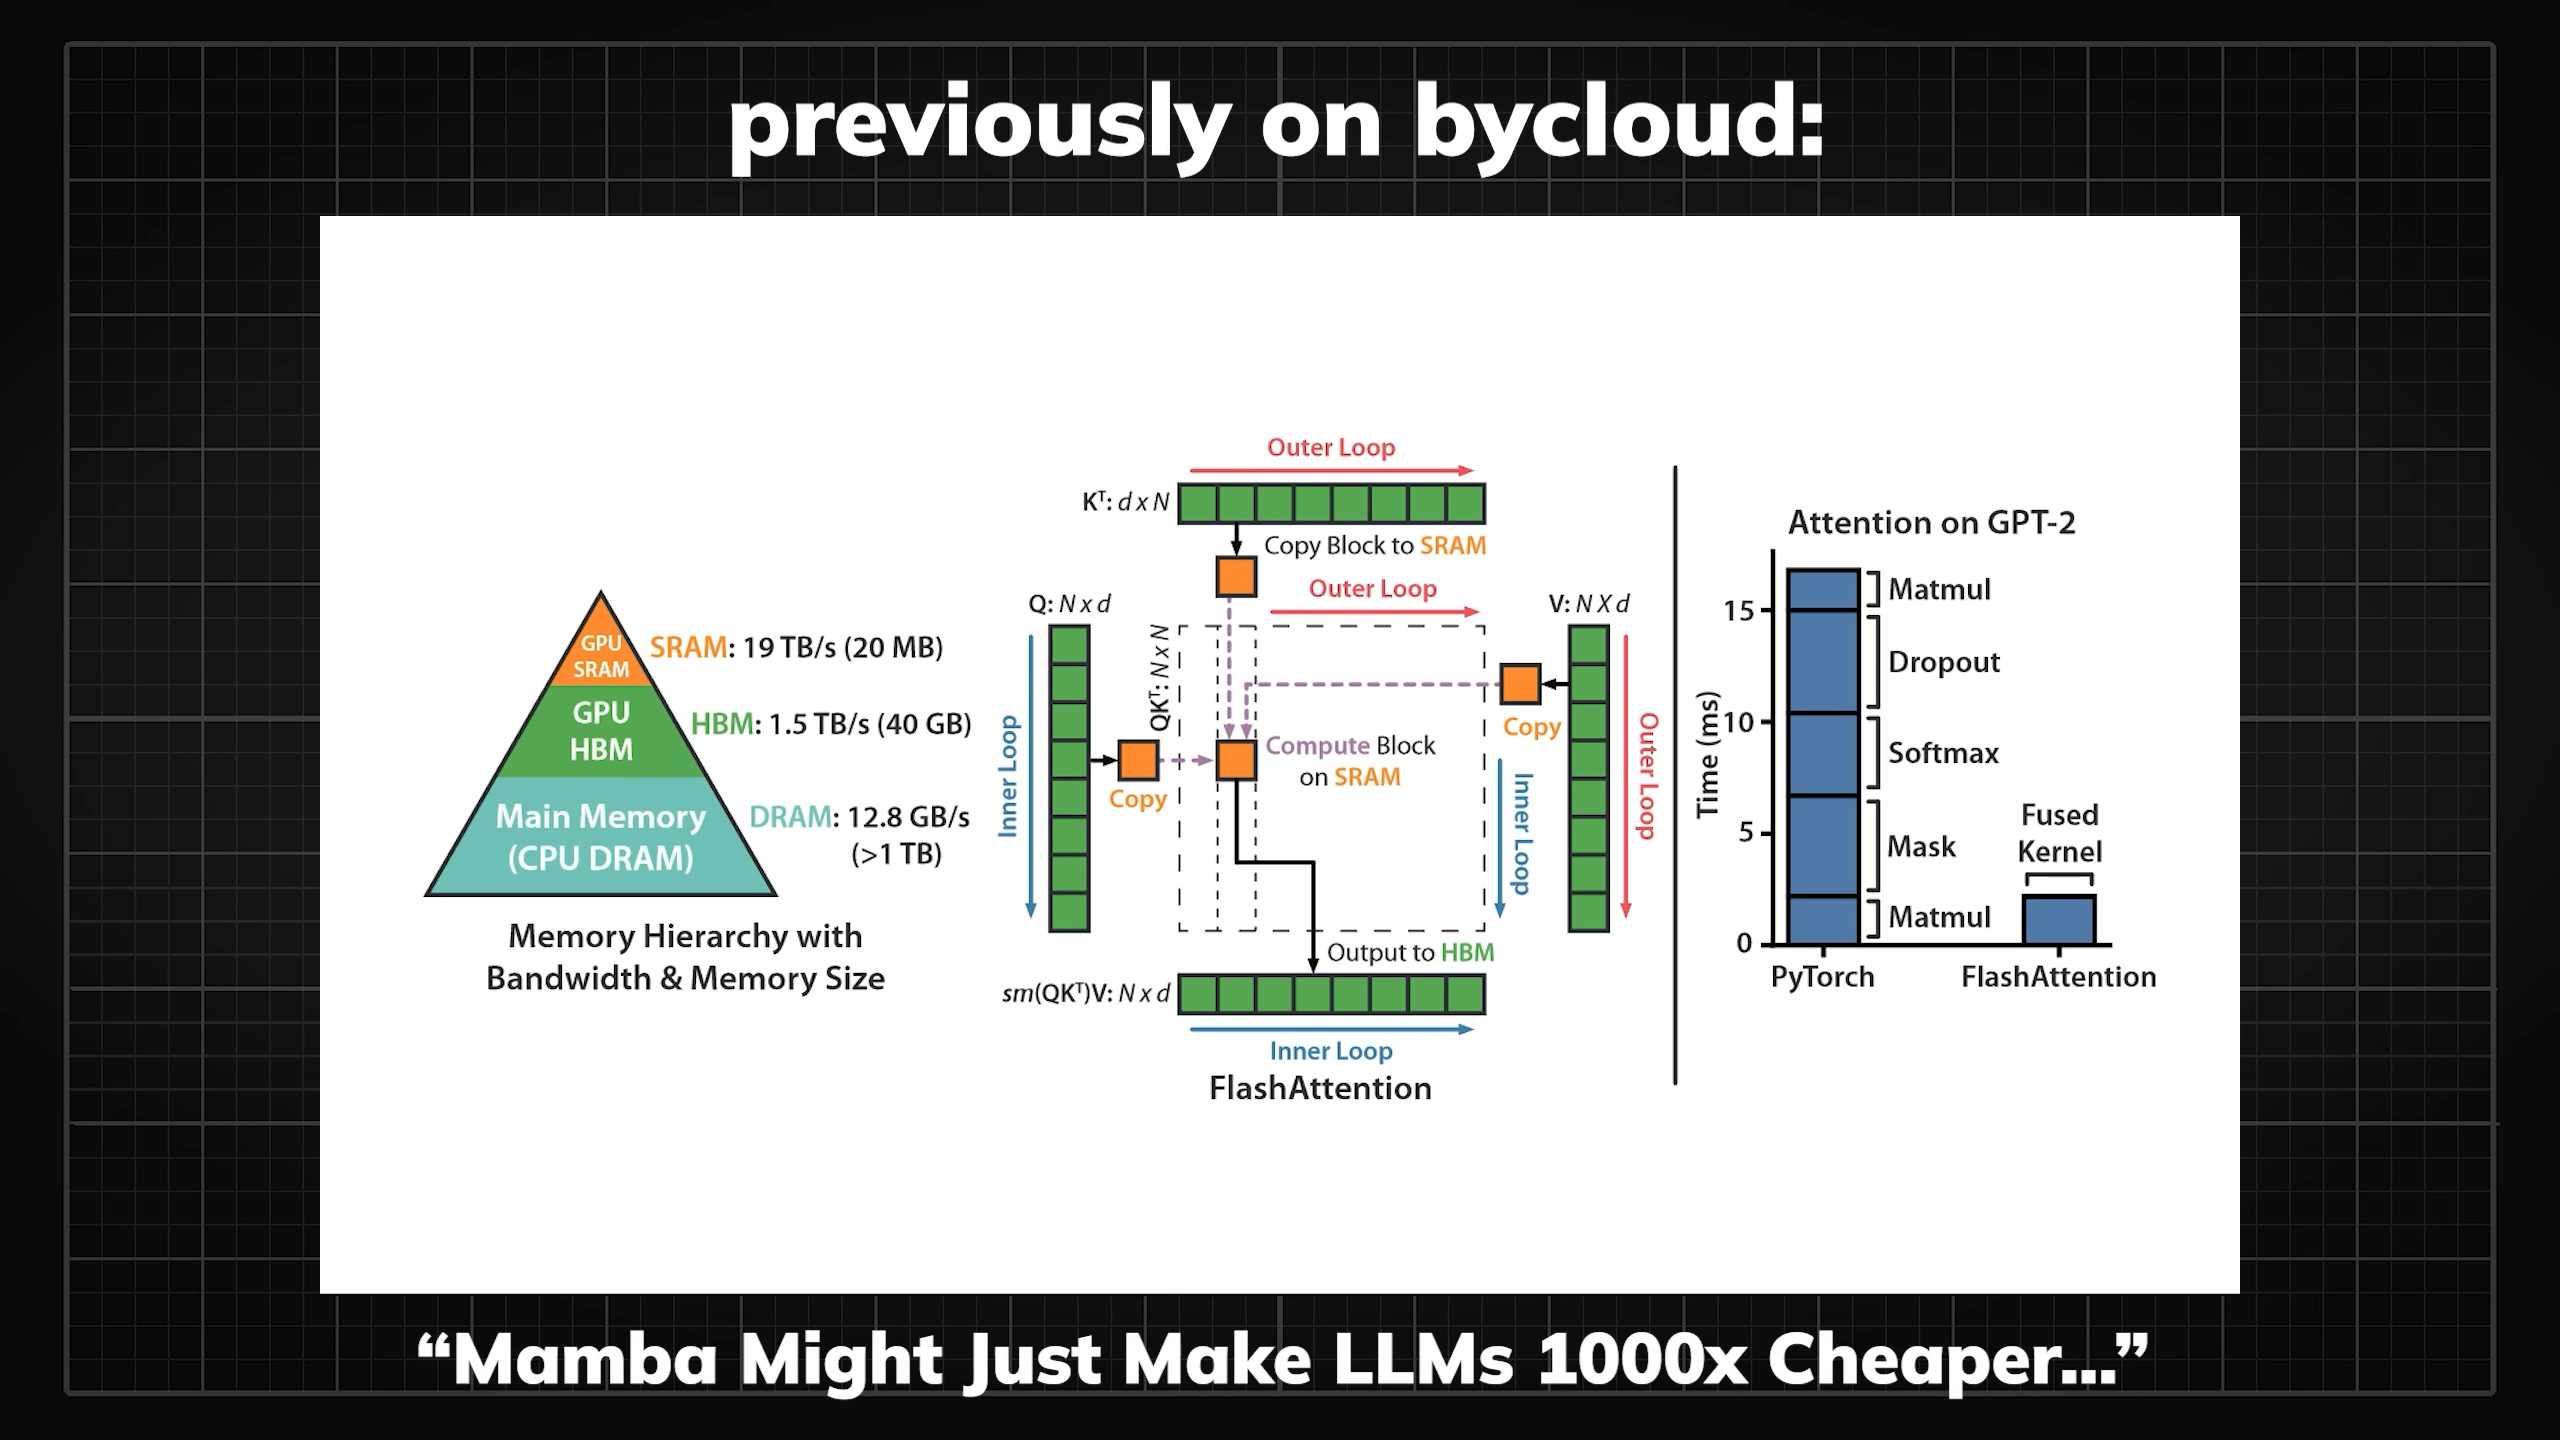 previously on bycloud:
GPU
SRAM
GPU
HBM
Main Memory
(CPU DRAM)
SRAM: 19 TB/s (20 MB)
HBM: 1.5 TB/s (40 GB)
DRAM: 12.8 GB/s
(>1 TB)
Memory Hierarchy with
Bandwidth & Memory Size
Outer Loop
Kᵀ: d x N
Copy Block to SRAM
Outer Loop
Q: N x d
QKᵀ: N x N
V: N X d
Inner Loop
Copy
Compute Block
on SRAM
Copy
Inner Loop
Outer Loop
Output to HBM
sm(QKᵀ)V: N x d
Inner Loop
FlashAttention
Attention on GPT-2
Time (ms)
15
10
5
0
Matmul
Dropout
Softmax
Mask
Matmul
Fused
Kernel
PyTorch
FlashAttention
“Mamba Might Just Make LLMs 1000x Cheaper...”